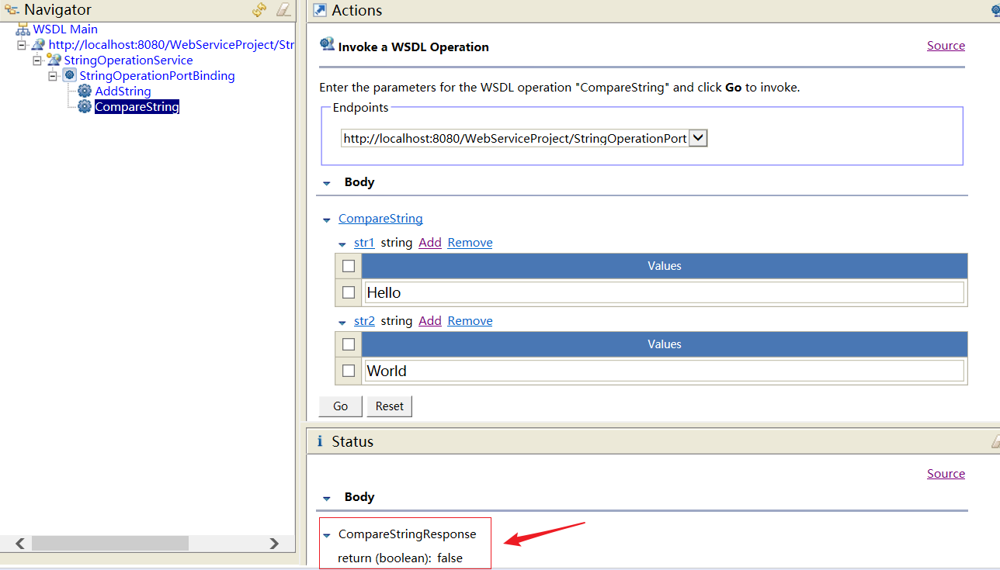 Navigator
WSDL Main
http://localhost:8080/WebServiceProject/Str
StringOperationService
StringOperationPortBinding
AddString
CompareString
Actions
Invoke a WSDL Operation
Source
Enter the parameters for the WSDL operation "CompareString" and click Go to invoke.
Endpoints
http://localhost:8080/WebServiceProject/StringOperationPort
Body
CompareString
str1 string Add Remove
Values
Hello
str2 string Add Remove
Values
World
Go Reset
i Status
Source
Body
CompareStringResponse
return (boolean): false